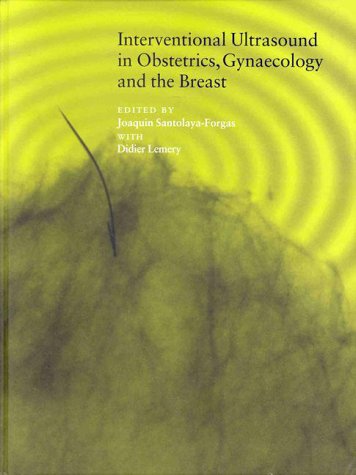 Interventional Ultrasound
in Obstetrics, Gynaecology
and the Breast
EDITED BY
Joaquin Santolaya-Forgas
WITH
Didier Lemery